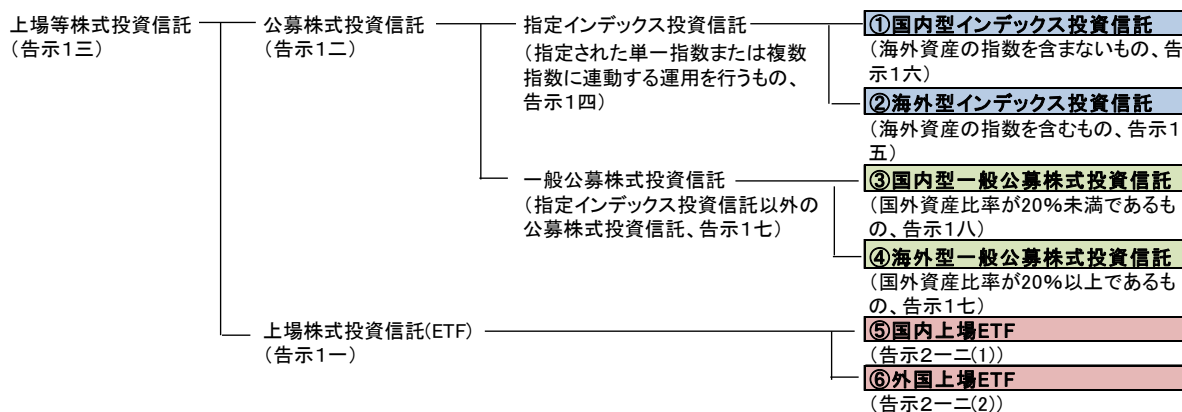 上場等株式投資信託
（告示1三）
公募株式投資信託
（告示1二）
指定インデックス投資信託
（指定された単一指数または複数
指数に連動する運用を行うもの、
告示1四）
①国内型インデックス投資信託
（海外資産の指数を含まないもの、告
示1六）
②海外型インデックス投資信託
（海外資産の指数を含むもの、告示1
五）
一般公募株式投資信託
（指定インデックス投資信託以外の
公募株式投資信託、告示1七）
③国内型一般公募株式投資信託
（国外資産比率が20%未満であるも
の、告示1八）
④海外型一般公募株式投資信託
（国外資産比率が20%以上であるも
の、告示1七）
上場株式投資信託(ETF)
（告示1一）
⑤国内上場ETF
（告示2一二(1)）
⑥外国上場ETF
（告示2一二(2)）